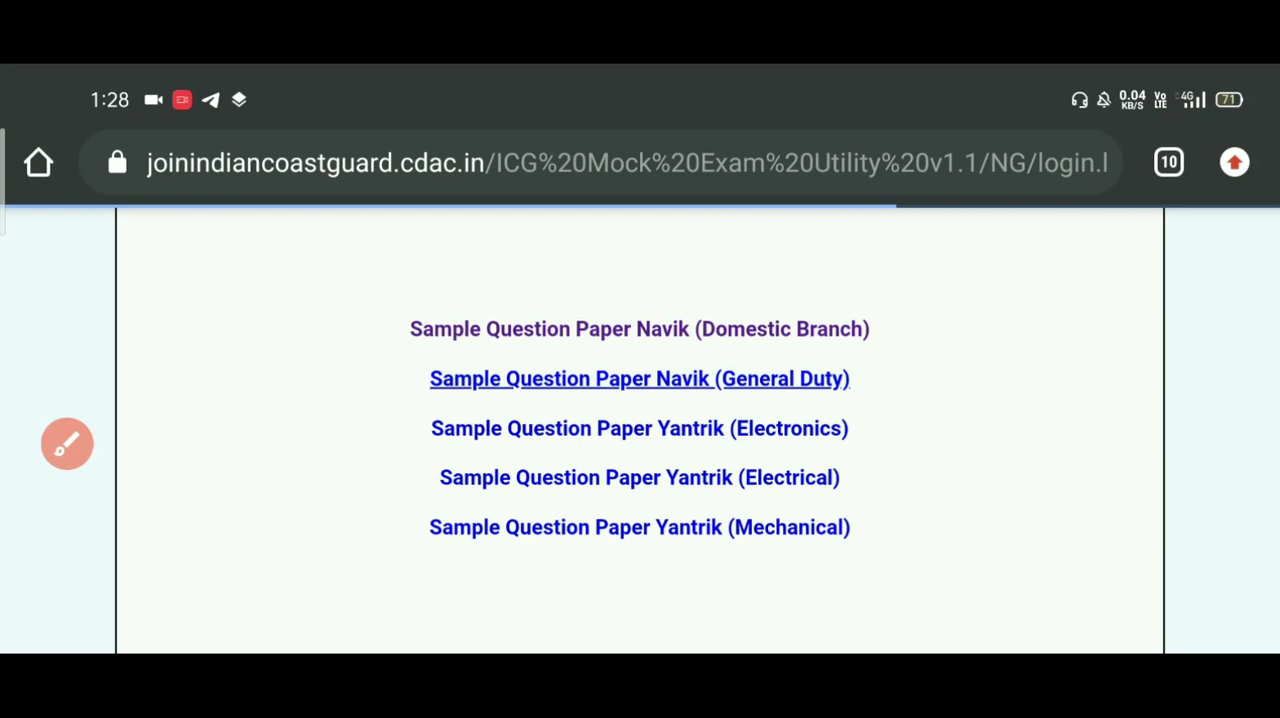 1:28
0.04
KB/S
Vo
LTE
4G
71
joinindiancoastguard.cdac.in/ICG%20Mock%20Exam%20Utility%20v1.1/NG/login.l
10
Sample Question Paper Navik (Domestic Branch)
Sample Question Paper Navik (General Duty)
Sample Question Paper Yantrik (Electronics)
Sample Question Paper Yantrik (Electrical)
Sample Question Paper Yantrik (Mechanical)